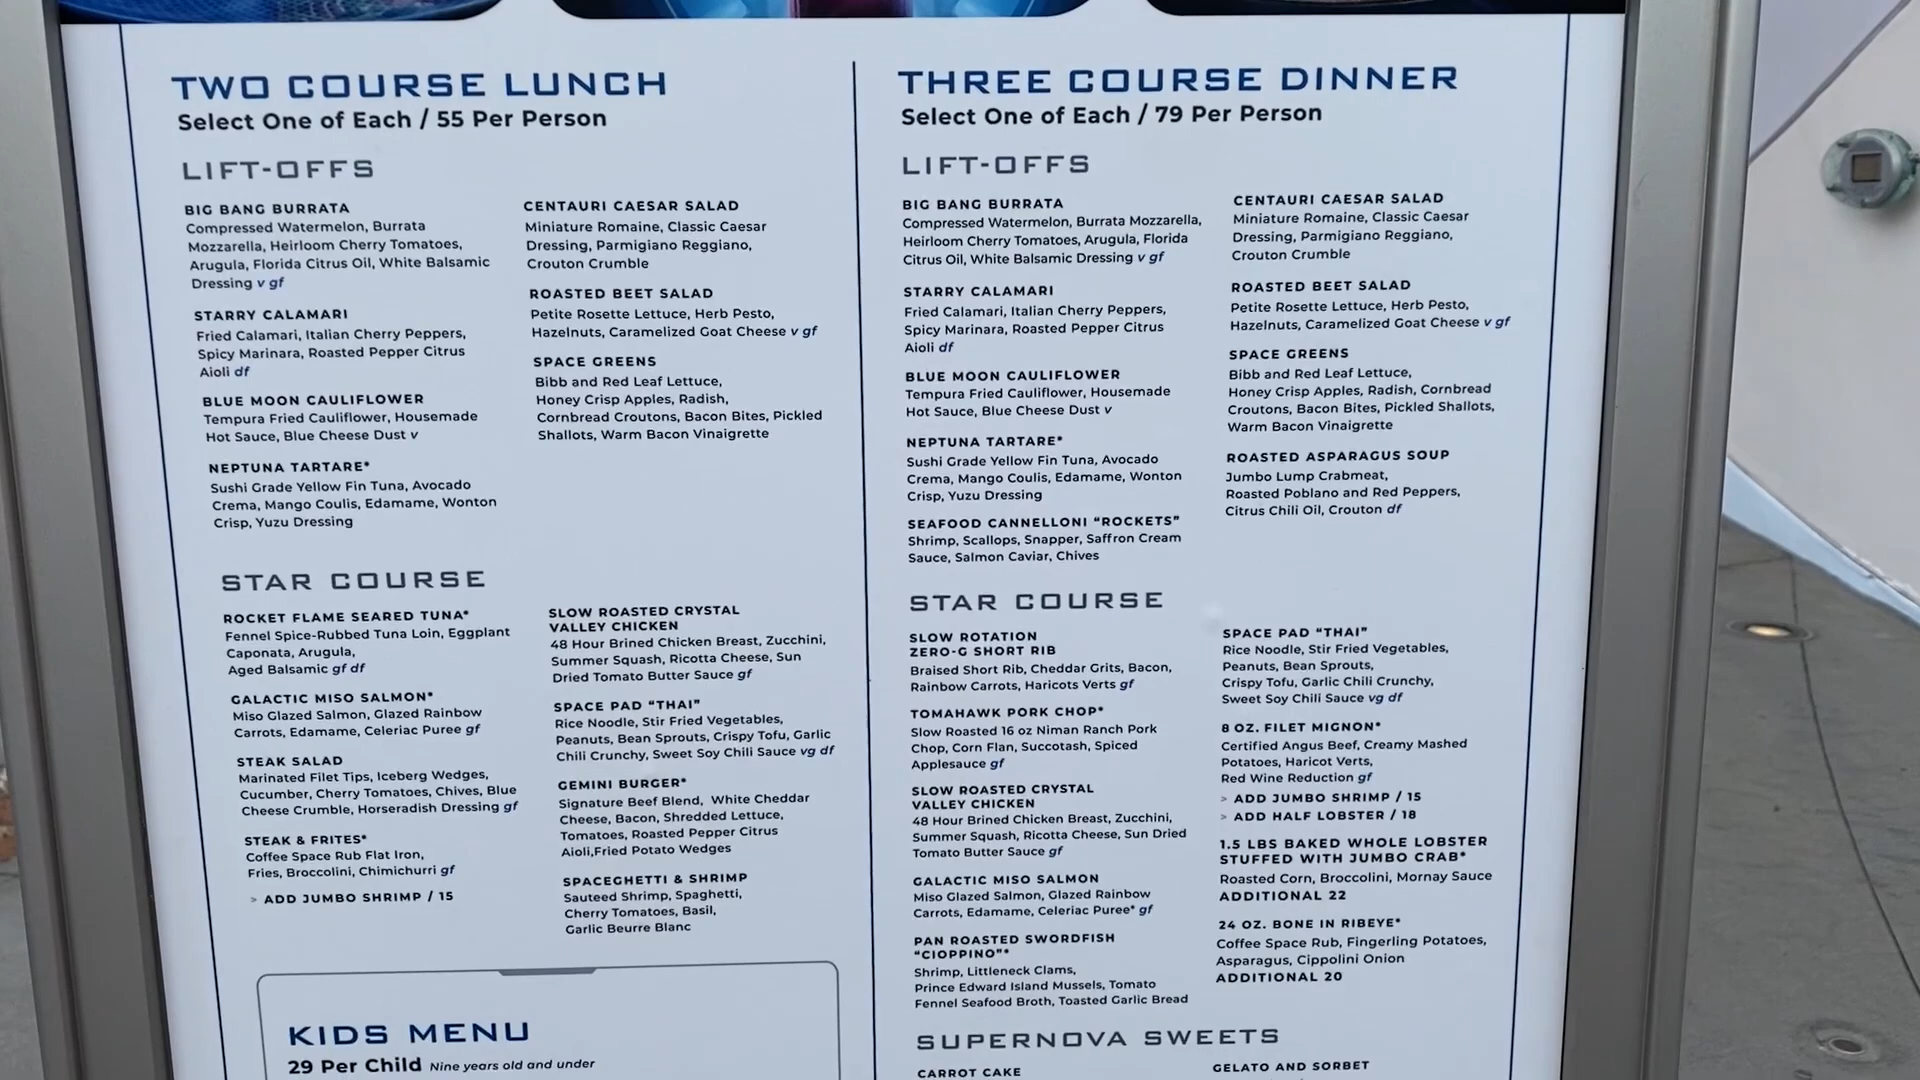 TWO COURSE LUNCH
Select One of Each / 55 Per Person
LIFT-OFFS
BIG BANG BURRATA
Compressed Watermelon, Burrata
Mozzarella, Heirloom Cherry Tomatoes,
Arugula, Florida Citrus Oil, White Balsamic
Dressing v gf
STARRY CALAMARI
Fried Calamari, Italian Cherry Peppers,
Spicy Marinara, Roasted Pepper Citrus
Aioli df
BLUE MOON CAULIFLOWER
Tempura Fried Cauliflower, Housemade
Hot Sauce, Blue Cheese Dust v
NEPTUNA TARTARE*
Sushi Grade Yellow Fin Tuna, Avocado
Crema, Mango Coulis, Edamame, Wonton
Crisp, Yuzu Dressing
CENTAURI CAESAR SALAD
Miniature Romaine, Classic Caesar
Dressing, Parmigiano Reggiano,
Crouton Crumble
ROASTED BEET SALAD
Petite Rosette Lettuce, Herb Pesto,
Hazelnuts, Caramelized Goat Cheese v gf
SPACE GREENS
Bibb and Red Leaf Lettuce,
Honey Crisp Apples, Radish,
Cornbread Croutons, Bacon Bites, Pickled
Shallots, Warm Bacon Vinaigrette
STAR COURSE
ROCKET FLAME SEARED TUNA*
Fennel Spice-Rubbed Tuna Loin, Eggplant
Caponata, Arugula,
Aged Balsamic gf df
GALACTIC MISO SALMON*
Miso Glazed Salmon, Glazed Rainbow
Carrots, Edamame, Celeriac Puree gf
STEAK SALAD
Marinated Filet Tips, Iceberg Wedges,
Cucumber, Cherry Tomatoes, Chives, Blue
Cheese Crumble, Horseradish Dressing gf
STEAK & FRITES*
Coffee Space Rub Flat Iron,
Fries, Broccolini, Chimichurri gf
> ADD JUMBO SHRIMP / 15
SLOW ROASTED CRYSTAL
VALLEY CHICKEN
48 Hour Brined Chicken Breast, Zucchini,
Summer Squash, Ricotta Cheese, Sun
Dried Tomato Butter Sauce gf
SPACE PAD “THAI”
Rice Noodle, Stir Fried Vegetables,
Peanuts, Bean Sprouts, Crispy Tofu, Garlic
Chili Crunchy, Sweet Soy Chili Sauce vg df
GEMINI BURGER*
Signature Beef Blend, White Cheddar
Cheese, Bacon, Shredded Lettuce,
Tomatoes, Roasted Pepper Citrus
Aioli,Fried Potato Wedges
SPACEGHETTI & SHRIMP
Sauteed Shrimp, Spaghetti,
Cherry Tomatoes, Basil,
Garlic Beurre Blanc
KIDS MENU
29 Per Child Nine years old and under
THREE COURSE DINNER
Select One of Each / 79 Per Person
LIFT-OFFS
BIG BANG BURRATA
Compressed Watermelon, Burrata Mozzarella,
Heirloom Cherry Tomatoes, Arugula, Florida
Citrus Oil, White Balsamic Dressing v gf
STARRY CALAMARI
Fried Calamari, Italian Cherry Peppers,
Spicy Marinara, Roasted Pepper Citrus
Aioli df
BLUE MOON CAULIFLOWER
Tempura Fried Cauliflower, Housemade
Hot Sauce, Blue Cheese Dust v
NEPTUNA TARTARE*
Sushi Grade Yellow Fin Tuna, Avocado
Crema, Mango Coulis, Edamame, Wonton
Crisp, Yuzu Dressing
SEAFOOD CANNELLONI “ROCKETS”
Shrimp, Scallops, Snapper, Saffron Cream
Sauce, Salmon Caviar, Chives
CENTAURI CAESAR SALAD
Miniature Romaine, Classic Caesar
Dressing, Parmigiano Reggiano,
Crouton Crumble
ROASTED BEET SALAD
Petite Rosette Lettuce, Herb Pesto,
Hazelnuts, Caramelized Goat Cheese v gf
SPACE GREENS
Bibb and Red Leaf Lettuce,
Honey Crisp Apples, Radish, Cornbread
Croutons, Bacon Bites, Pickled Shallots,
Warm Bacon Vinaigrette
ROASTED ASPARAGUS SOUP
Jumbo Lump Crabmeat,
Roasted Poblano and Red Peppers,
Citrus Chili Oil, Crouton df
STAR COURSE
SLOW ROTATION
ZERO-G SHORT RIB
Braised Short Rib, Cheddar Grits, Bacon,
Rainbow Carrots, Haricots Verts gf
TOMAHAWK PORK CHOP*
Slow Roasted 16 oz Niman Ranch Pork
Chop, Corn Flan, Succotash, Spiced
Applesauce gf
SLOW ROASTED CRYSTAL
VALLEY CHICKEN
48 Hour Brined Chicken Breast, Zucchini,
Summer Squash, Ricotta Cheese, Sun Dried
Tomato Butter Sauce gf
GALACTIC MISO SALMON
Miso Glazed Salmon, Glazed Rainbow
Carrots, Edamame, Celeriac Puree* gf
PAN ROASTED SWORDFISH
“CIOPPINO”*
Shrimp, Littleneck Clams,
Prince Edward Island Mussels, Tomato
Fennel Seafood Broth, Toasted Garlic Bread
SPACE PAD “THAI”
Rice Noodle, Stir Fried Vegetables,
Peanuts, Bean Sprouts,
Crispy Tofu, Garlic Chili Crunchy,
Sweet Soy Chili Sauce vg df
8 OZ. FILET MIGNON*
Certified Angus Beef, Creamy Mashed
Potatoes, Haricot Verts,
Red Wine Reduction gf
> ADD JUMBO SHRIMP / 15
> ADD HALF LOBSTER / 18
1.5 LBS BAKED WHOLE LOBSTER
STUFFED WITH JUMBO CRAB*
Roasted Corn, Broccolini, Mornay Sauce
ADDITIONAL 22
24 OZ. BONE IN RIBEYE*
Coffee Space Rub, Fingerling Potatoes,
Asparagus, Cippolini Onion
ADDITIONAL 20
SUPERNOVA SWEETS
CARROT CAKE
GELATO AND SORBET